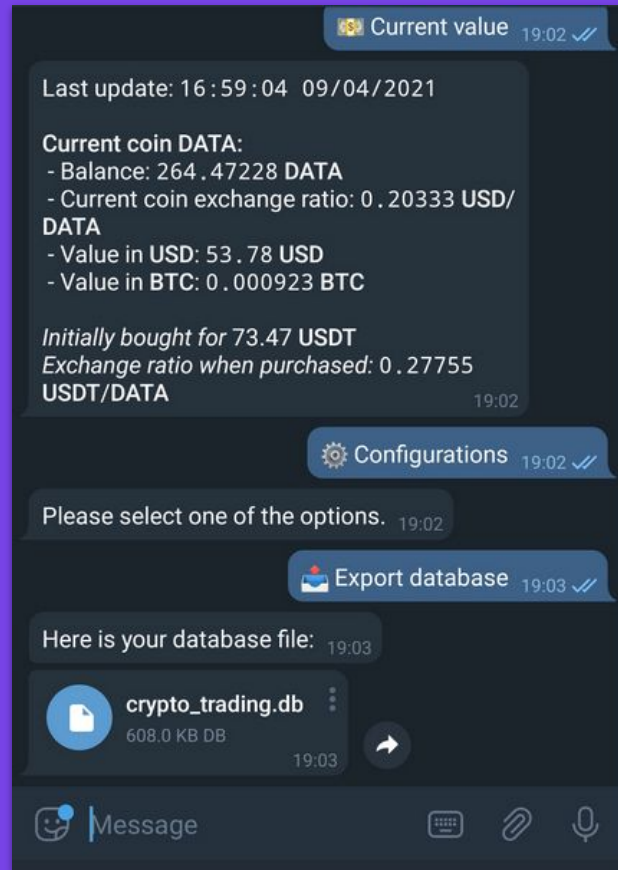 💵 Current value 19:02
Last update: 16:59:04 09/04/2021
Current coin DATA:
- Balance: 264.47228 DATA
- Current coin exchange ratio: 0.20333 USD/
DATA
- Value in USD: 53.78 USD
- Value in BTC: 0.000923 BTC
Initially bought for 73.47 USDT
Exchange ratio when purchased: 0.27755
USDT/DATA
19:02
⚙️ Configurations 19:02
Please select one of the options. 19:02
📤 Export database 19:03
Here is your database file: 19:03
crypto_trading.db
608.0 KB DB
19:03
Message